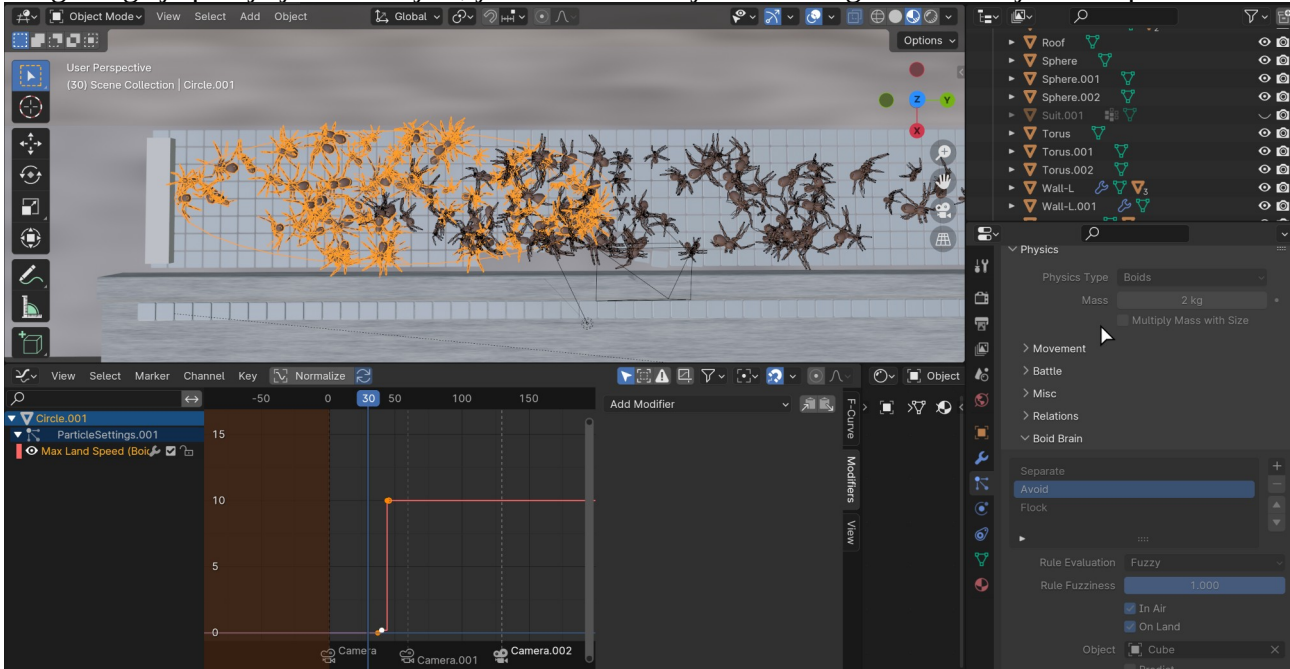 Object Mode View Select Add Object Global
Options
User Perspective
(30) Scene Collection | Circle.001
Z
Y
X
Roof
Sphere
Sphere.001
Sphere.002
Suit.001
Torus
Torus.001
Torus.002
Wall-L
3
Wall-L.001
Physics
Physics Type Boids
Mass 2 kg
Multiply Mass with Size
Movement
Battle
Misc
Relations
Boid Brain
Separate
Avoid
Flock
Rule Evaluation Fuzzy
Rule Fuzziness 1.000
In Air
On Land
Object Cube
View Select Marker Channel Key Normalize
Object
-50 0 30 50 100 150
Add Modifier
F-Curve
Modifiers
View
Circle.001
ParticleSettings.001
Max Land Speed (Boi
15
10
5
0
Camera
Camera.001
Camera.002